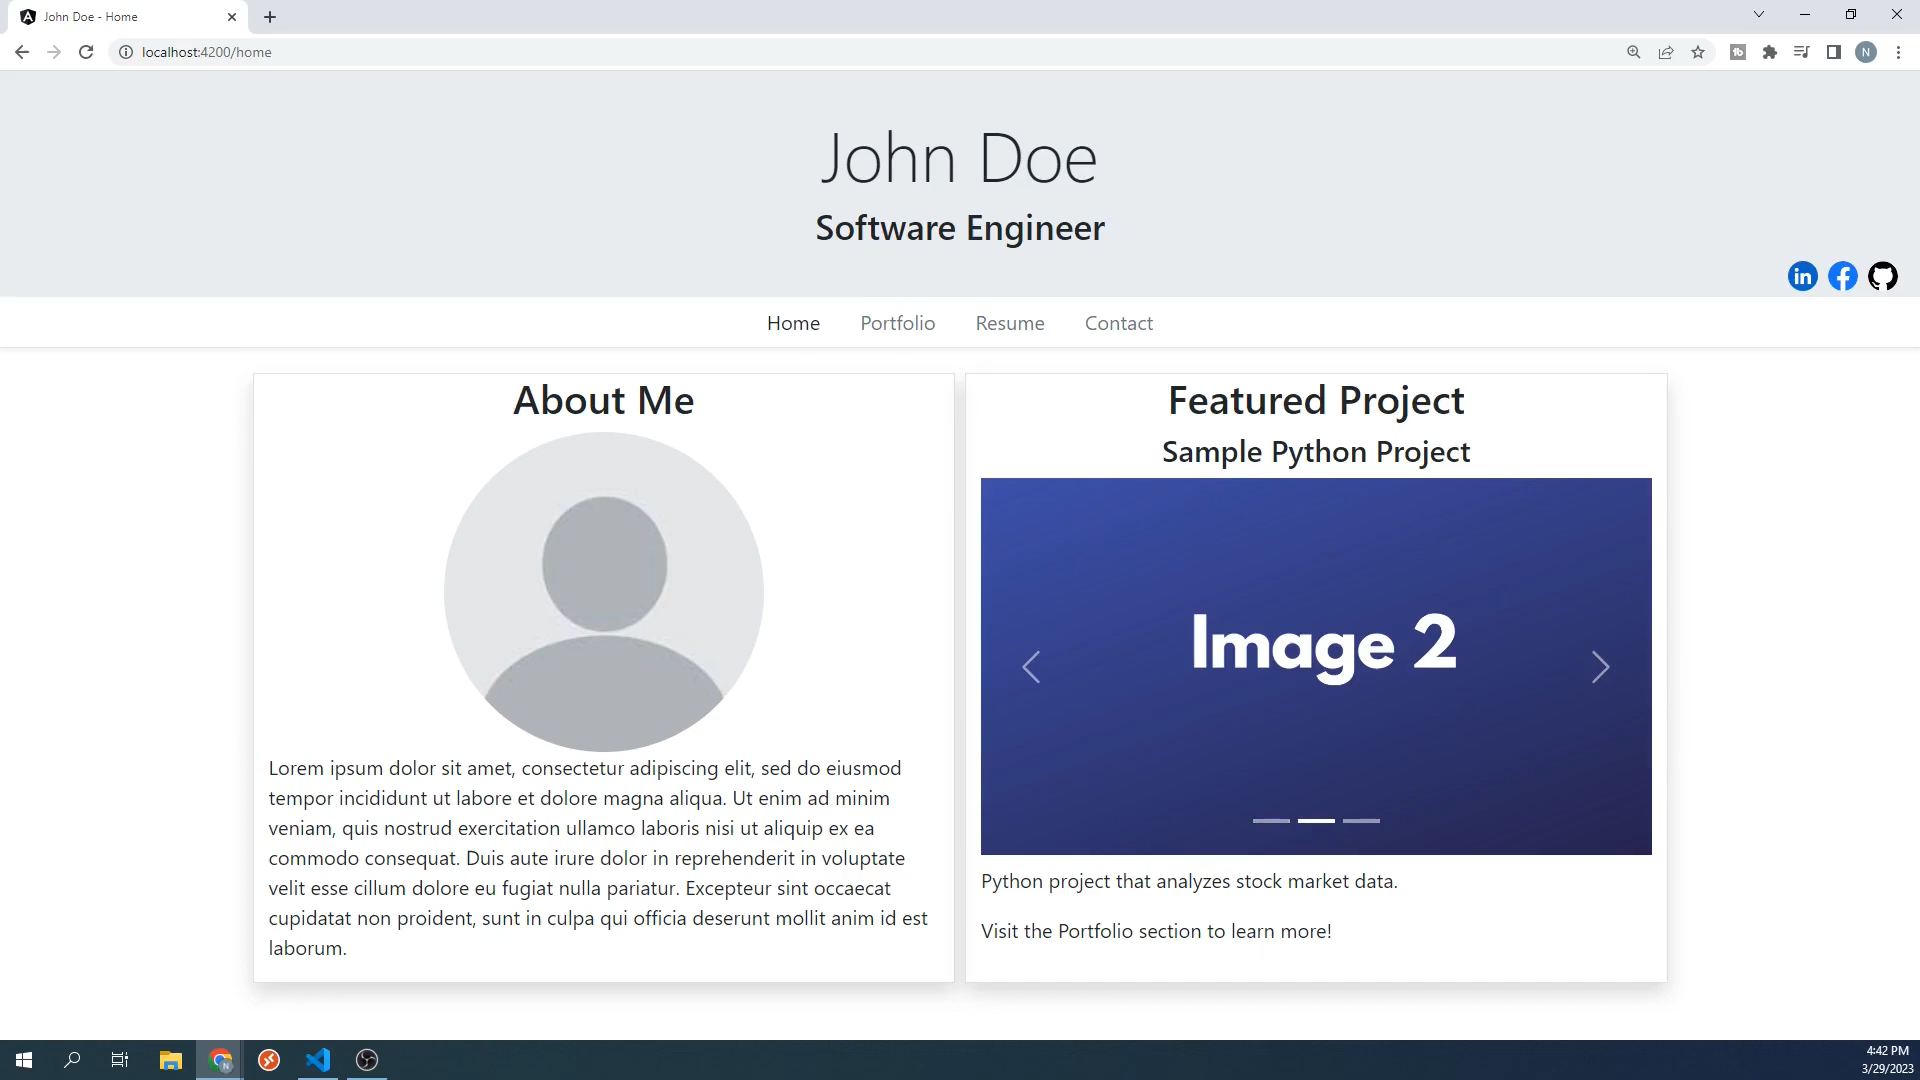 John Doe - Home
localhost:4200/home
N
John Doe
Software Engineer
in
Home
Portfolio
Resume
Contact
About Me
Lorem ipsum dolor sit amet, consectetur adipiscing elit, sed do eiusmod
tempor incididunt ut labore et dolore magna aliqua. Ut enim ad minim
veniam, quis nostrud exercitation ullamco laboris nisi ut aliquip ex ea
commodo consequat. Duis aute irure dolor in reprehenderit in voluptate
velit esse cillum dolore eu fugiat nulla pariatur. Excepteur sint occaecat
cupidatat non proident, sunt in culpa qui officia deserunt mollit anim id est
laborum.
Featured Project
Sample Python Project
Image 2
Python project that analyzes stock market data.
Visit the Portfolio section to learn more!
4:42 PM
3/29/2023